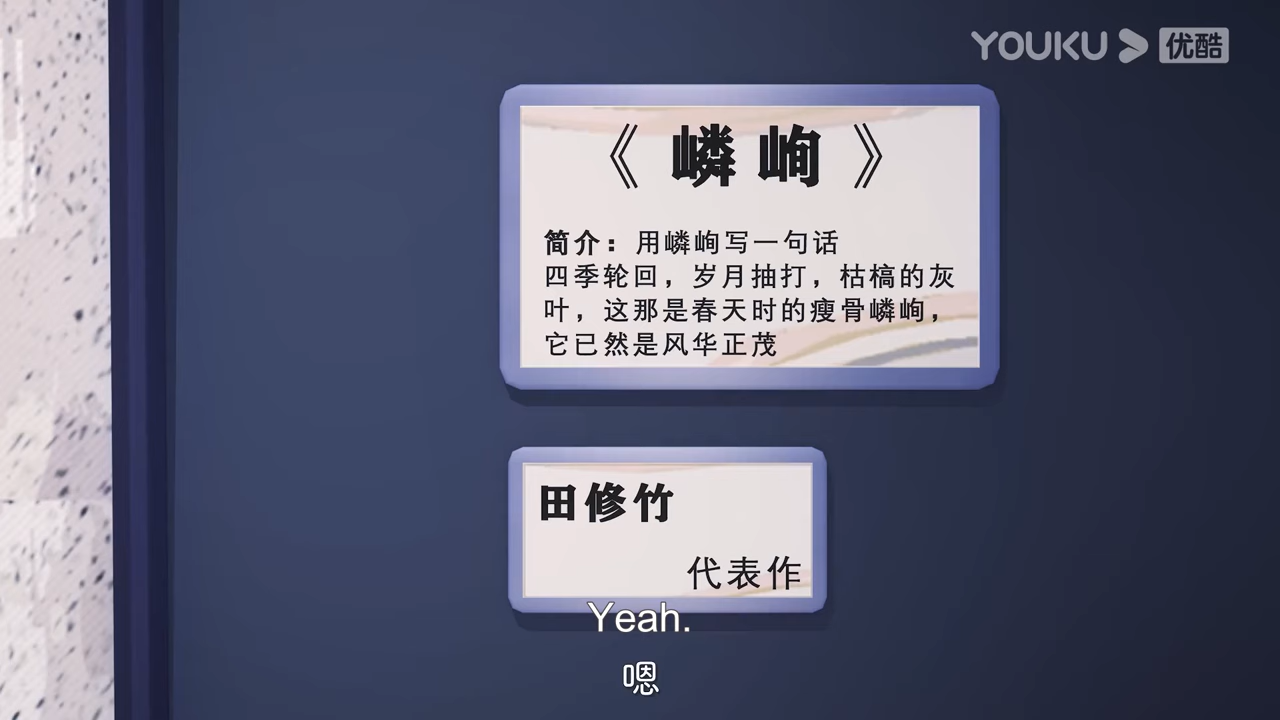 YOUKU 优酷
《嶙峋》
简介：用嶙峋写一句话
四季轮回，岁月抽打，枯槁的灰
叶，这那是春天时的瘦骨嶙峋，
它已然是风华正茂
田修竹
代表作
Yeah.
嗯